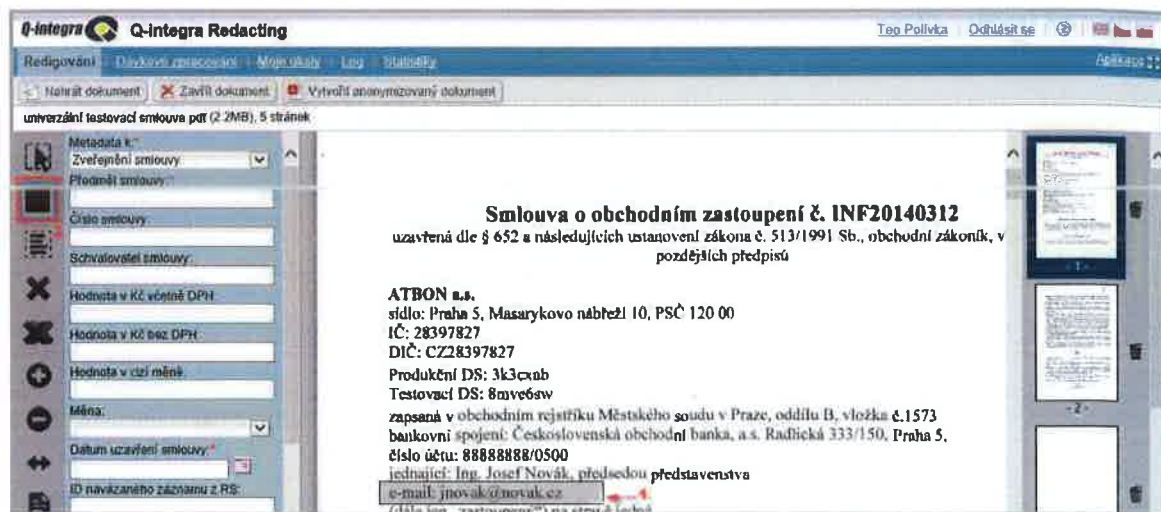 Q-integra Q-integra Redacting
Teo Polívka Odhlásit se
Redigování Dávkové zpracování Moje úkoly Log Statistiky Aplikace
Nahrát dokument Zavřít dokument Vytvořit anonymizovaný dokument
univerzální testovací smlouva pdf (2.2MB), 5 stránek
Metadata k:*
Zveřejnění smlouvy
Předmět smlouvy:*
Číslo smlouvy:
Schvalovatel smlouvy:
Hodnota v Kč včetně DPH:
Hodnota v Kč bez DPH:
Hodnota v cizí měně:
Měna:
Datum uzavření smlouvy:*
ID navázaného záznamu z RS:
Smlouva o obchodním zastoupení č. INF20140312
uzavřená dle § 652 a následujících ustanovení zákona č. 513/1991 Sb., obchodní zákoník, v
pozdějších předpisů
ATBON a.s.
sídlo: Praha 5, Masarykovo nábřeží 10, PSČ 120 00
IČ: 28397827
DIČ: CZ28397827
Produkční DS: 3k3cxnb
Testovací DS: 8mve6sw
zapsaná v obchodním rejstříku Městského soudu v Praze, oddílu B, vložka č.1573
bankovní spojení: Československá obchodní banka, a.s. Radlická 333/150, Praha 5,
číslo účtu: 88888888/0500
jednající: Ing. Josef Novák, předsedou představenstva
e-mail: jnovak@novak.cz
- 1 -
- 2 -